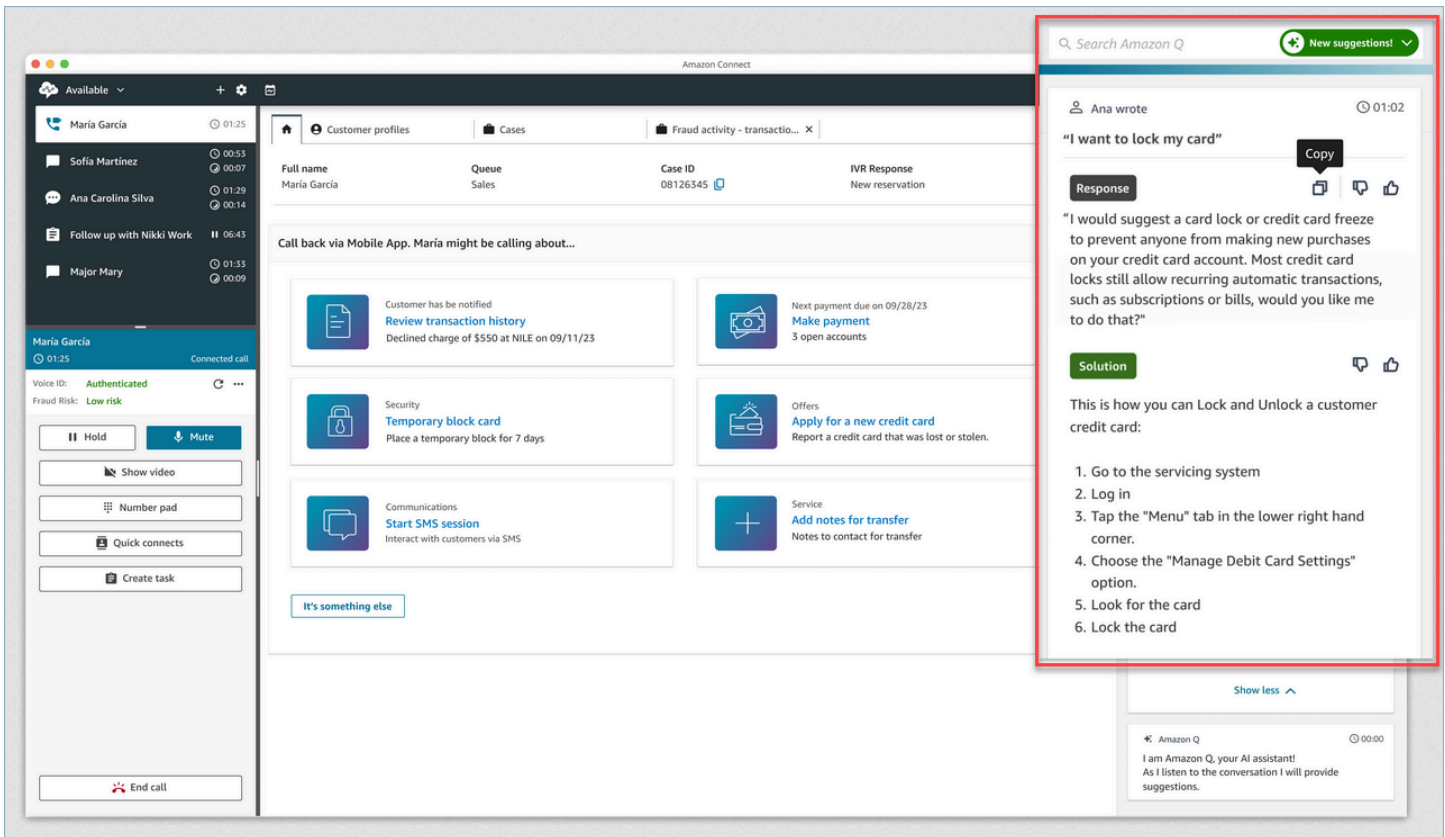 Amazon Connect
Available
María García 01:25
Sofía Martínez 00:53
00:07
Ana Carolina Silva 01:29
00:14
Follow up with Nikki Work 06:43
Major Mary 01:33
00:09
María García
01:25 Connected call
Voice ID: Authenticated
Fraud Risk: Low risk
Hold Mute
Show video
Number pad
Quick connects
Create task
End call
Customer profiles Cases Fraud activity - transactio...
Full name Queue Case ID IVR Response
María García Sales 08126345 New reservation
Call back via Mobile App. María might be calling about...
Customer has be notified
Review transaction history
Declined charge of $550 at NILE on 09/11/23
Next payment due on 09/28/23
Make payment
3 open accounts
Security
Temporary block card
Place a temporary block for 7 days
Offers
Apply for a new credit card
Report a credit card that was lost or stolen.
Communications
Start SMS session
Interact with customers via SMS
Service
Add notes for transfer
Notes to contact for transfer
It's something else
Search Amazon Q New suggestions!
Ana wrote 01:02
“I want to lock my card”
Copy
Response
“I would suggest a card lock or credit card freeze
to prevent anyone from making new purchases
on your credit card account. Most credit card
locks still allow recurring automatic transactions,
such as subscriptions or bills, would you like me
to do that?"
Solution
This is how you can Lock and Unlock a customer
credit card:
1. Go to the servicing system
2. Log in
3. Tap the "Menu" tab in the lower right hand
corner.
4. Choose the "Manage Debit Card Settings"
option.
5. Look for the card
6. Lock the card
Show less
Amazon Q 00:00
I am Amazon Q, your AI assistant!
As I listen to the conversation I will provide
suggestions.